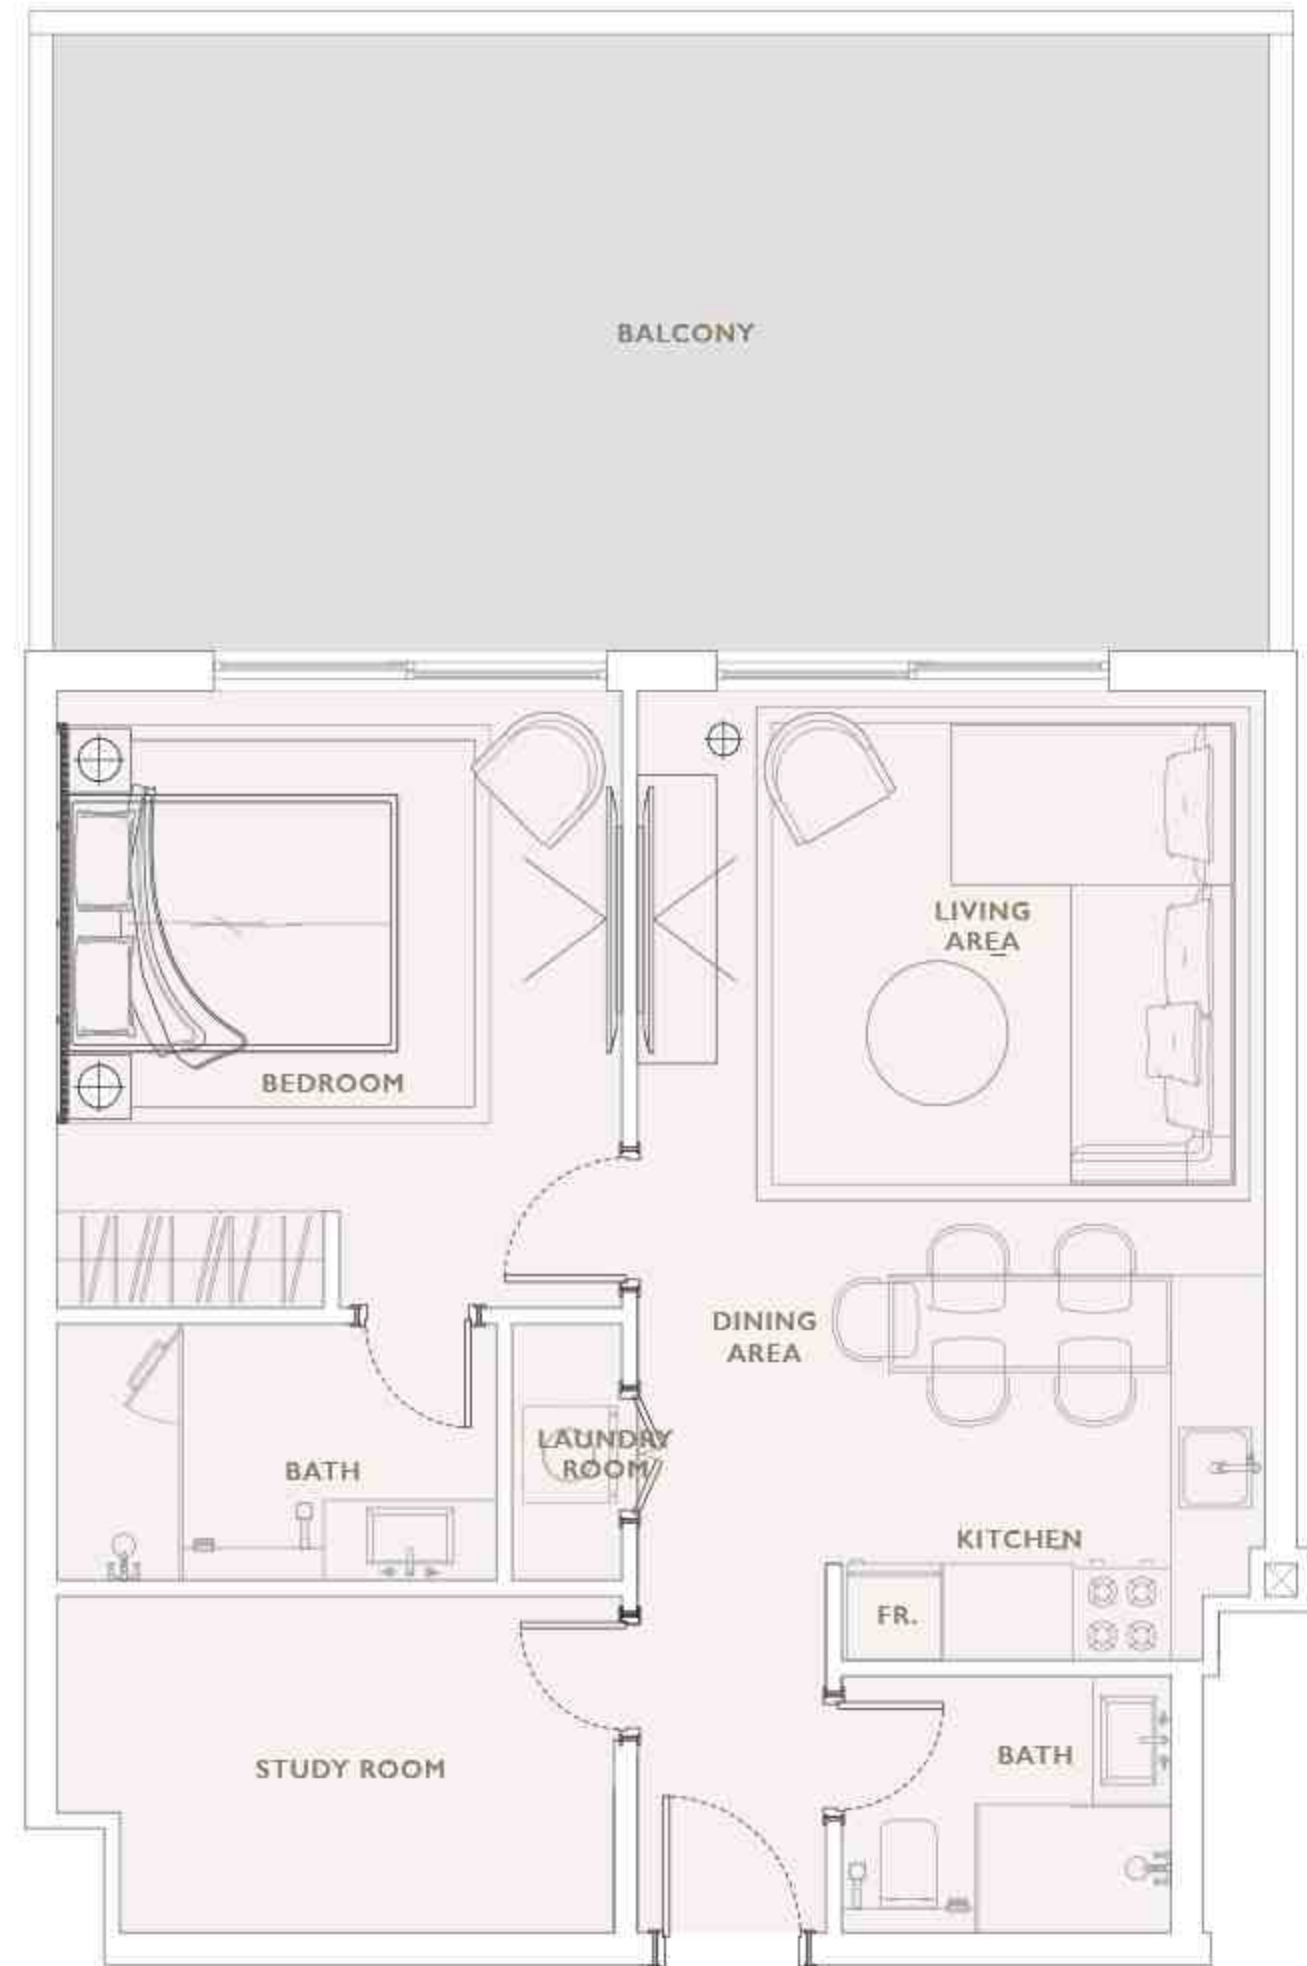 BALCONY
LIVING
AREA
BEDROOM
DINING
AREA
LAUNDRY
ROOM
BATH
KITCHEN
FR.
BATH
STUDY ROOM